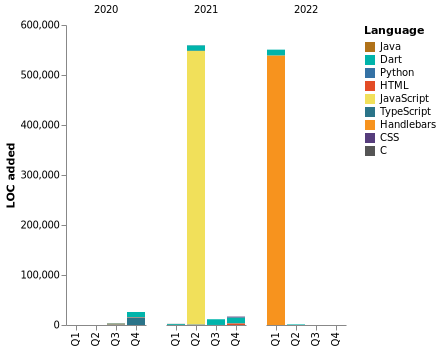 2020 2021 2022
Language
Java
Dart
Python
HTML
JavaScript
TypeScript
Handlebars
CSS
C
LOC added
600,000
500,000
400,000
300,000
200,000
100,000
0
Q1 Q2 Q3 Q4 Q1 Q2 Q3 Q4 Q1 Q2 Q3 Q4